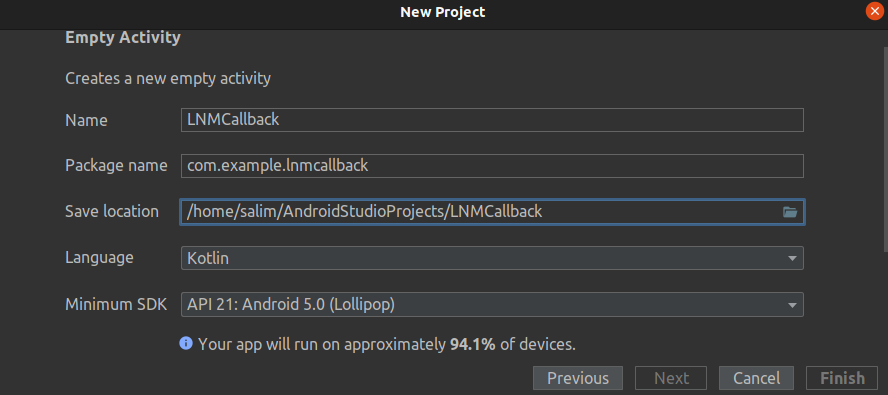 New Project
Empty Activity
Creates a new empty activity
Name LNMCallback
Package name com.example.lnmcallback
Save location /home/salim/AndroidStudioProjects/LNMCallback
Language Kotlin
Minimum SDK API 21: Android 5.0 (Lollipop)
Your app will run on approximately 94.1% of devices.
Previous Next Cancel Finish